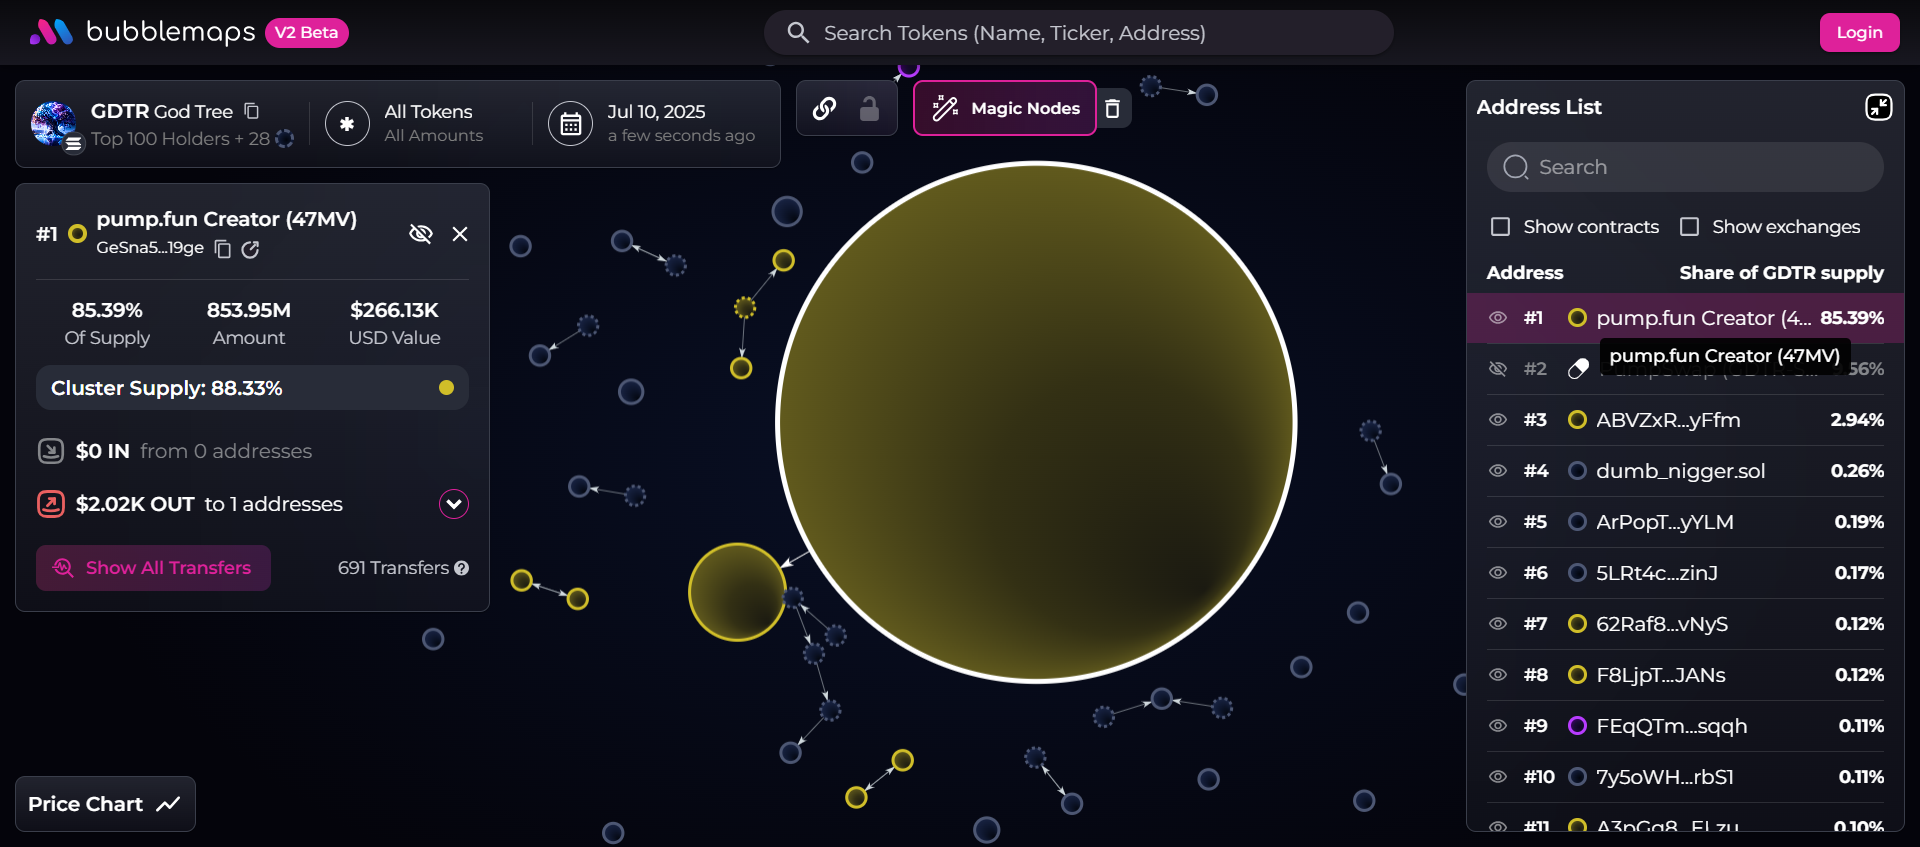 bubblemaps V2 Beta
Search Tokens (Name, Ticker, Address)
Login
GDTR God Tree
Top 100 Holders + 28
All Tokens
All Amounts
Jul 10, 2025
a few seconds ago
Magic Nodes
#1 pump.fun Creator (47MV)
GeSna5...19ge
85.39% 853.95M $266.13K
Of Supply Amount USD Value
Cluster Supply: 88.33%
$0 IN from 0 addresses
$2.02K OUT to 1 addresses
Show All Transfers 691 Transfers
Price Chart
Address List
Search
Show contracts Show exchanges
Address Share of GDTR supply
#1 pump.fun Creator (4... 85.39%
pump.fun Creator (47MV)
#2
#3 ABVZxR...yFfm 2.94%
#4 dumb_nigger.sol 0.26%
#5 ArPopT...yYLM 0.19%
#6 5LRt4c...zinJ 0.17%
#7 62Raf8...vNyS 0.12%
#8 F8LjpT...JANs 0.12%
#9 FEqQTm...sqqh 0.11%
#10 7y5oWH...rbS1 0.11%
#11 0.10%